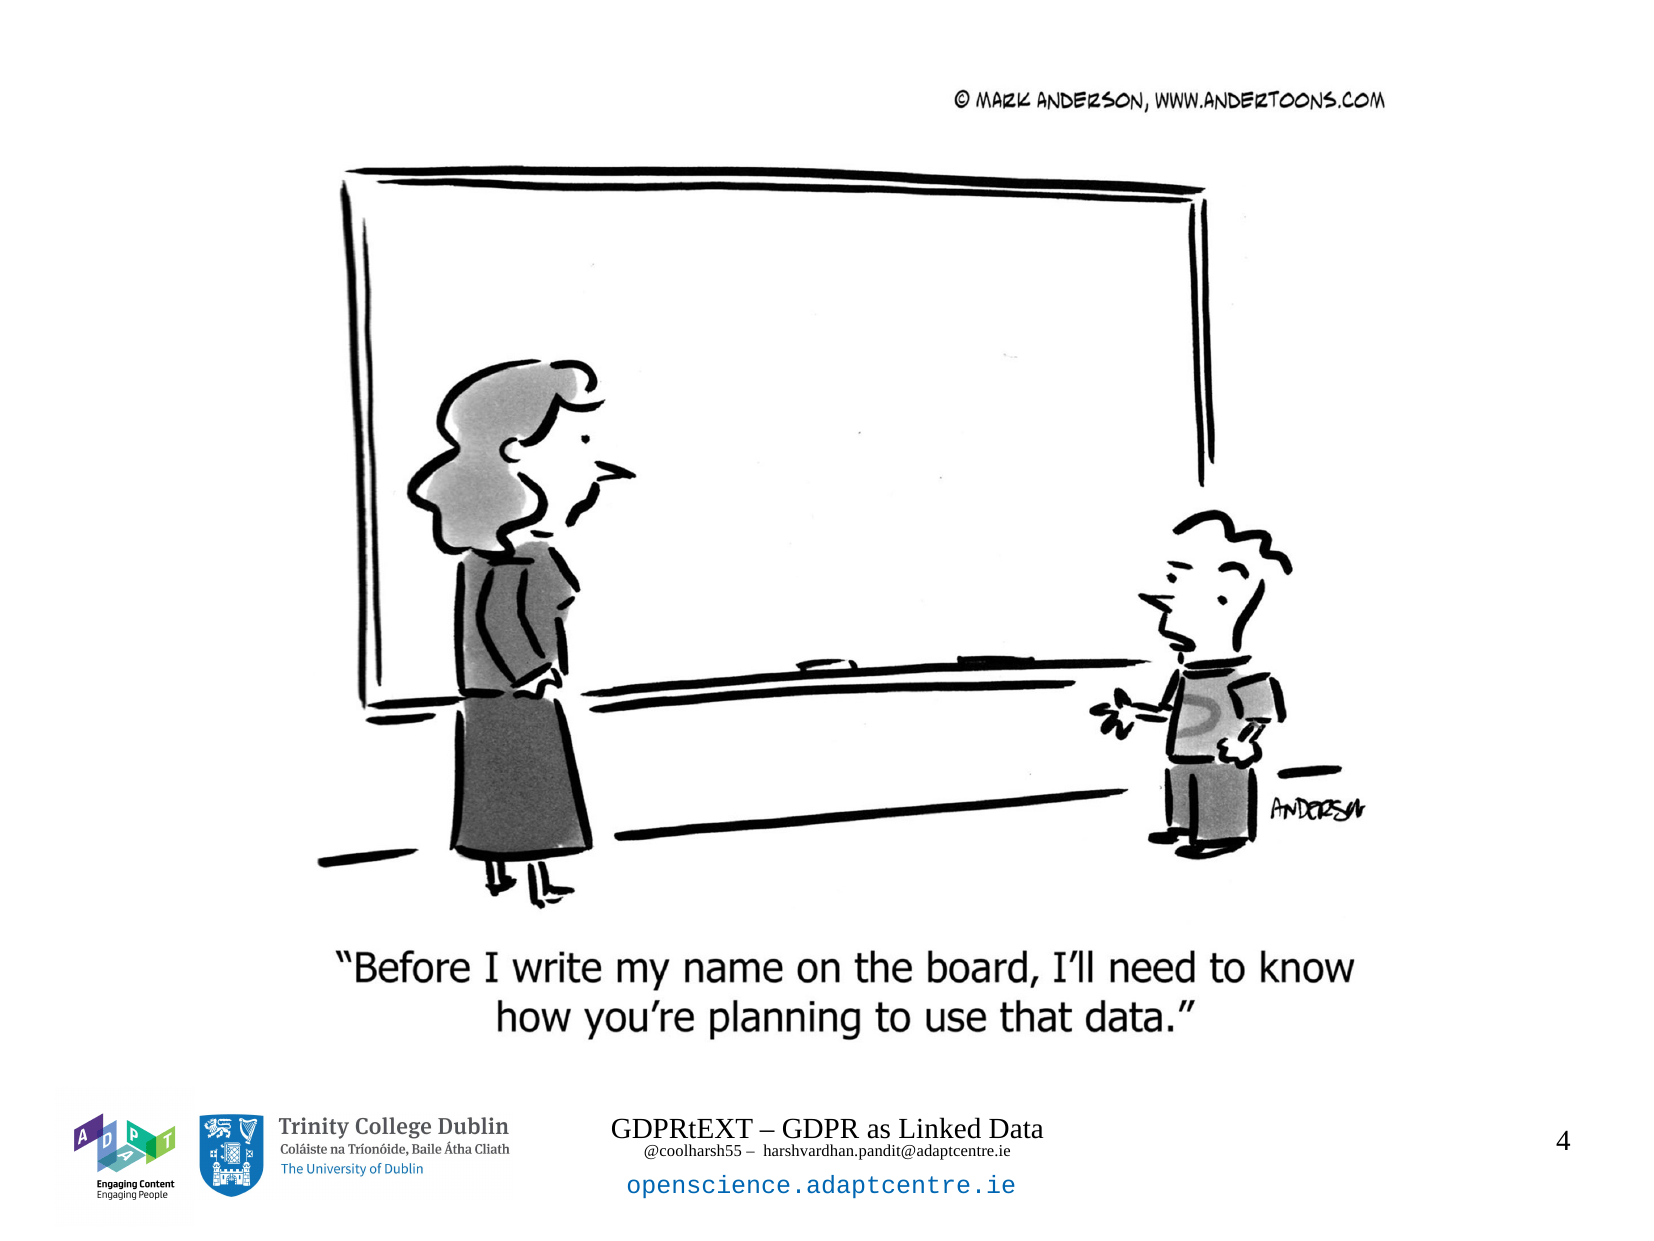 © MARK ANDERSON, WWW.ANDERTOONS.COM
ANDERSON
“Before I write my name on the board, I’ll need to know
how you’re planning to use that data.”
ADAPT
Engaging Content
Engaging People
Trinity College Dublin
Coláiste na Tríonóide, Baile Átha Cliath
The University of Dublin
GDPRtEXT – GDPR as Linked Data
@coolharsh55 – harshvardhan.pandit@adaptcentre.ie
openscience.adaptcentre.ie
4